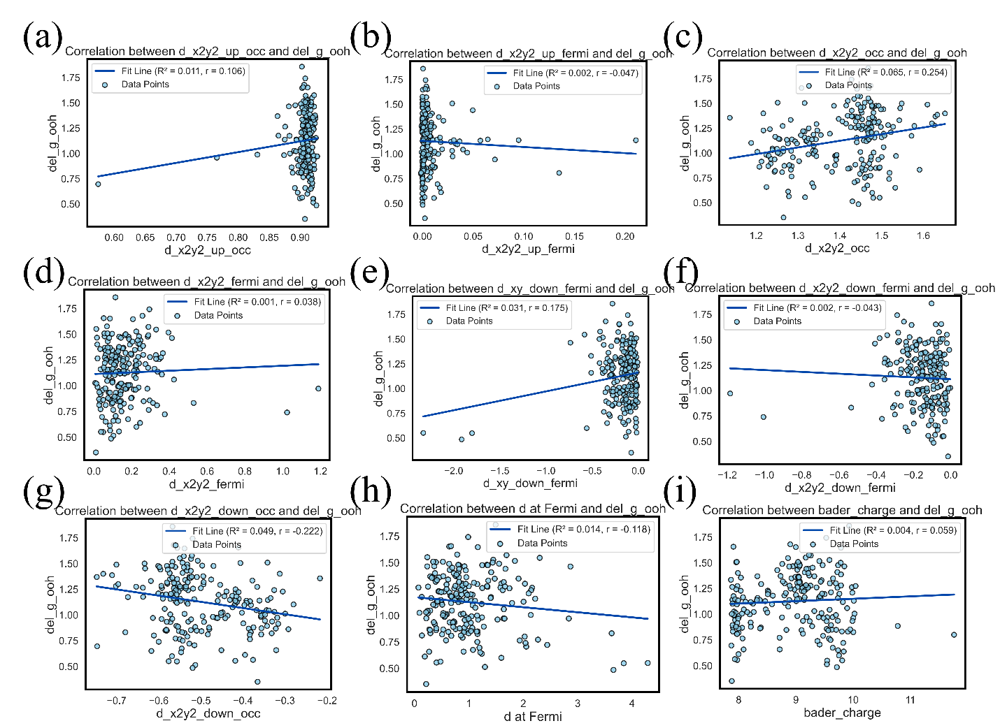 (a)
Correlation between d_x2y2_up_occ and del_g_ooh
Fit Line (R² = 0.011, r = 0.106)
Data Points
del_g_ooh
1.75
1.50
1.25
1.00
0.75
0.50
0.60
0.65
0.70
0.75
0.80
0.85
0.90
d_x2y2_up_occ
(b)
Correlation between d_x2y2_up_fermi and del_g_ooh
Fit Line (R² = 0.002, r = -0.047)
Data Points
del_g_ooh
1.75
1.50
1.25
1.00
0.75
0.50
0.00
0.05
0.10
0.15
0.20
d_x2y2_up_fermi
(c)
Correlation between d_x2y2_occ and del_g_ooh
Fit Line (R² = 0.065, r = 0.254)
Data Points
del_g_ooh
1.75
1.50
1.25
1.00
0.75
0.50
1.2
1.3
1.4
1.5
1.6
d_x2y2_occ
(d)
Correlation between d_x2y2_fermi and del_g_ooh
Fit Line (R² = 0.001, r = 0.038)
Data Points
del_g_ooh
1.75
1.50
1.25
1.00
0.75
0.50
0.0
0.2
0.4
0.6
0.8
1.0
1.2
d_x2y2_fermi
(e)
Correlation between d_xy_down_fermi and del_g_ooh
Fit Line (R² = 0.031, r = 0.175)
Data Points
del_g_ooh
1.75
1.50
1.25
1.00
0.75
0.50
−2.0
−1.5
−1.0
−0.5
0.0
d_xy_down_fermi
(f)
Correlation between d_x2y2_down_fermi and del_g_ooh
Fit Line (R² = 0.002, r = -0.043)
Data Points
del_g_ooh
1.75
1.50
1.25
1.00
0.75
0.50
−1.2
−1.0
−0.8
−0.6
−0.4
−0.2
0.0
d_x2y2_down_fermi
(g)
Correlation between d_x2y2_down_occ and del_g_ooh
Fit Line (R² = 0.049, r = -0.222)
Data Points
del_g_ooh
1.75
1.50
1.25
1.00
0.75
0.50
−0.7
−0.6
−0.5
−0.4
−0.3
−0.2
d_x2y2_down_occ
(h)
Correlation between d at Fermi and del_g_ooh
Fit Line (R² = 0.014, r = -0.118)
Data Points
del_g_ooh
1.75
1.50
1.25
1.00
0.75
0.50
0
1
2
3
4
d at Fermi
(i)
Correlation between bader_charge and del_g_ooh
Fit Line (R² = 0.004, r = 0.059)
Data Points
del_g_ooh
1.75
1.50
1.25
1.00
0.75
0.50
8
9
10
11
bader_charge